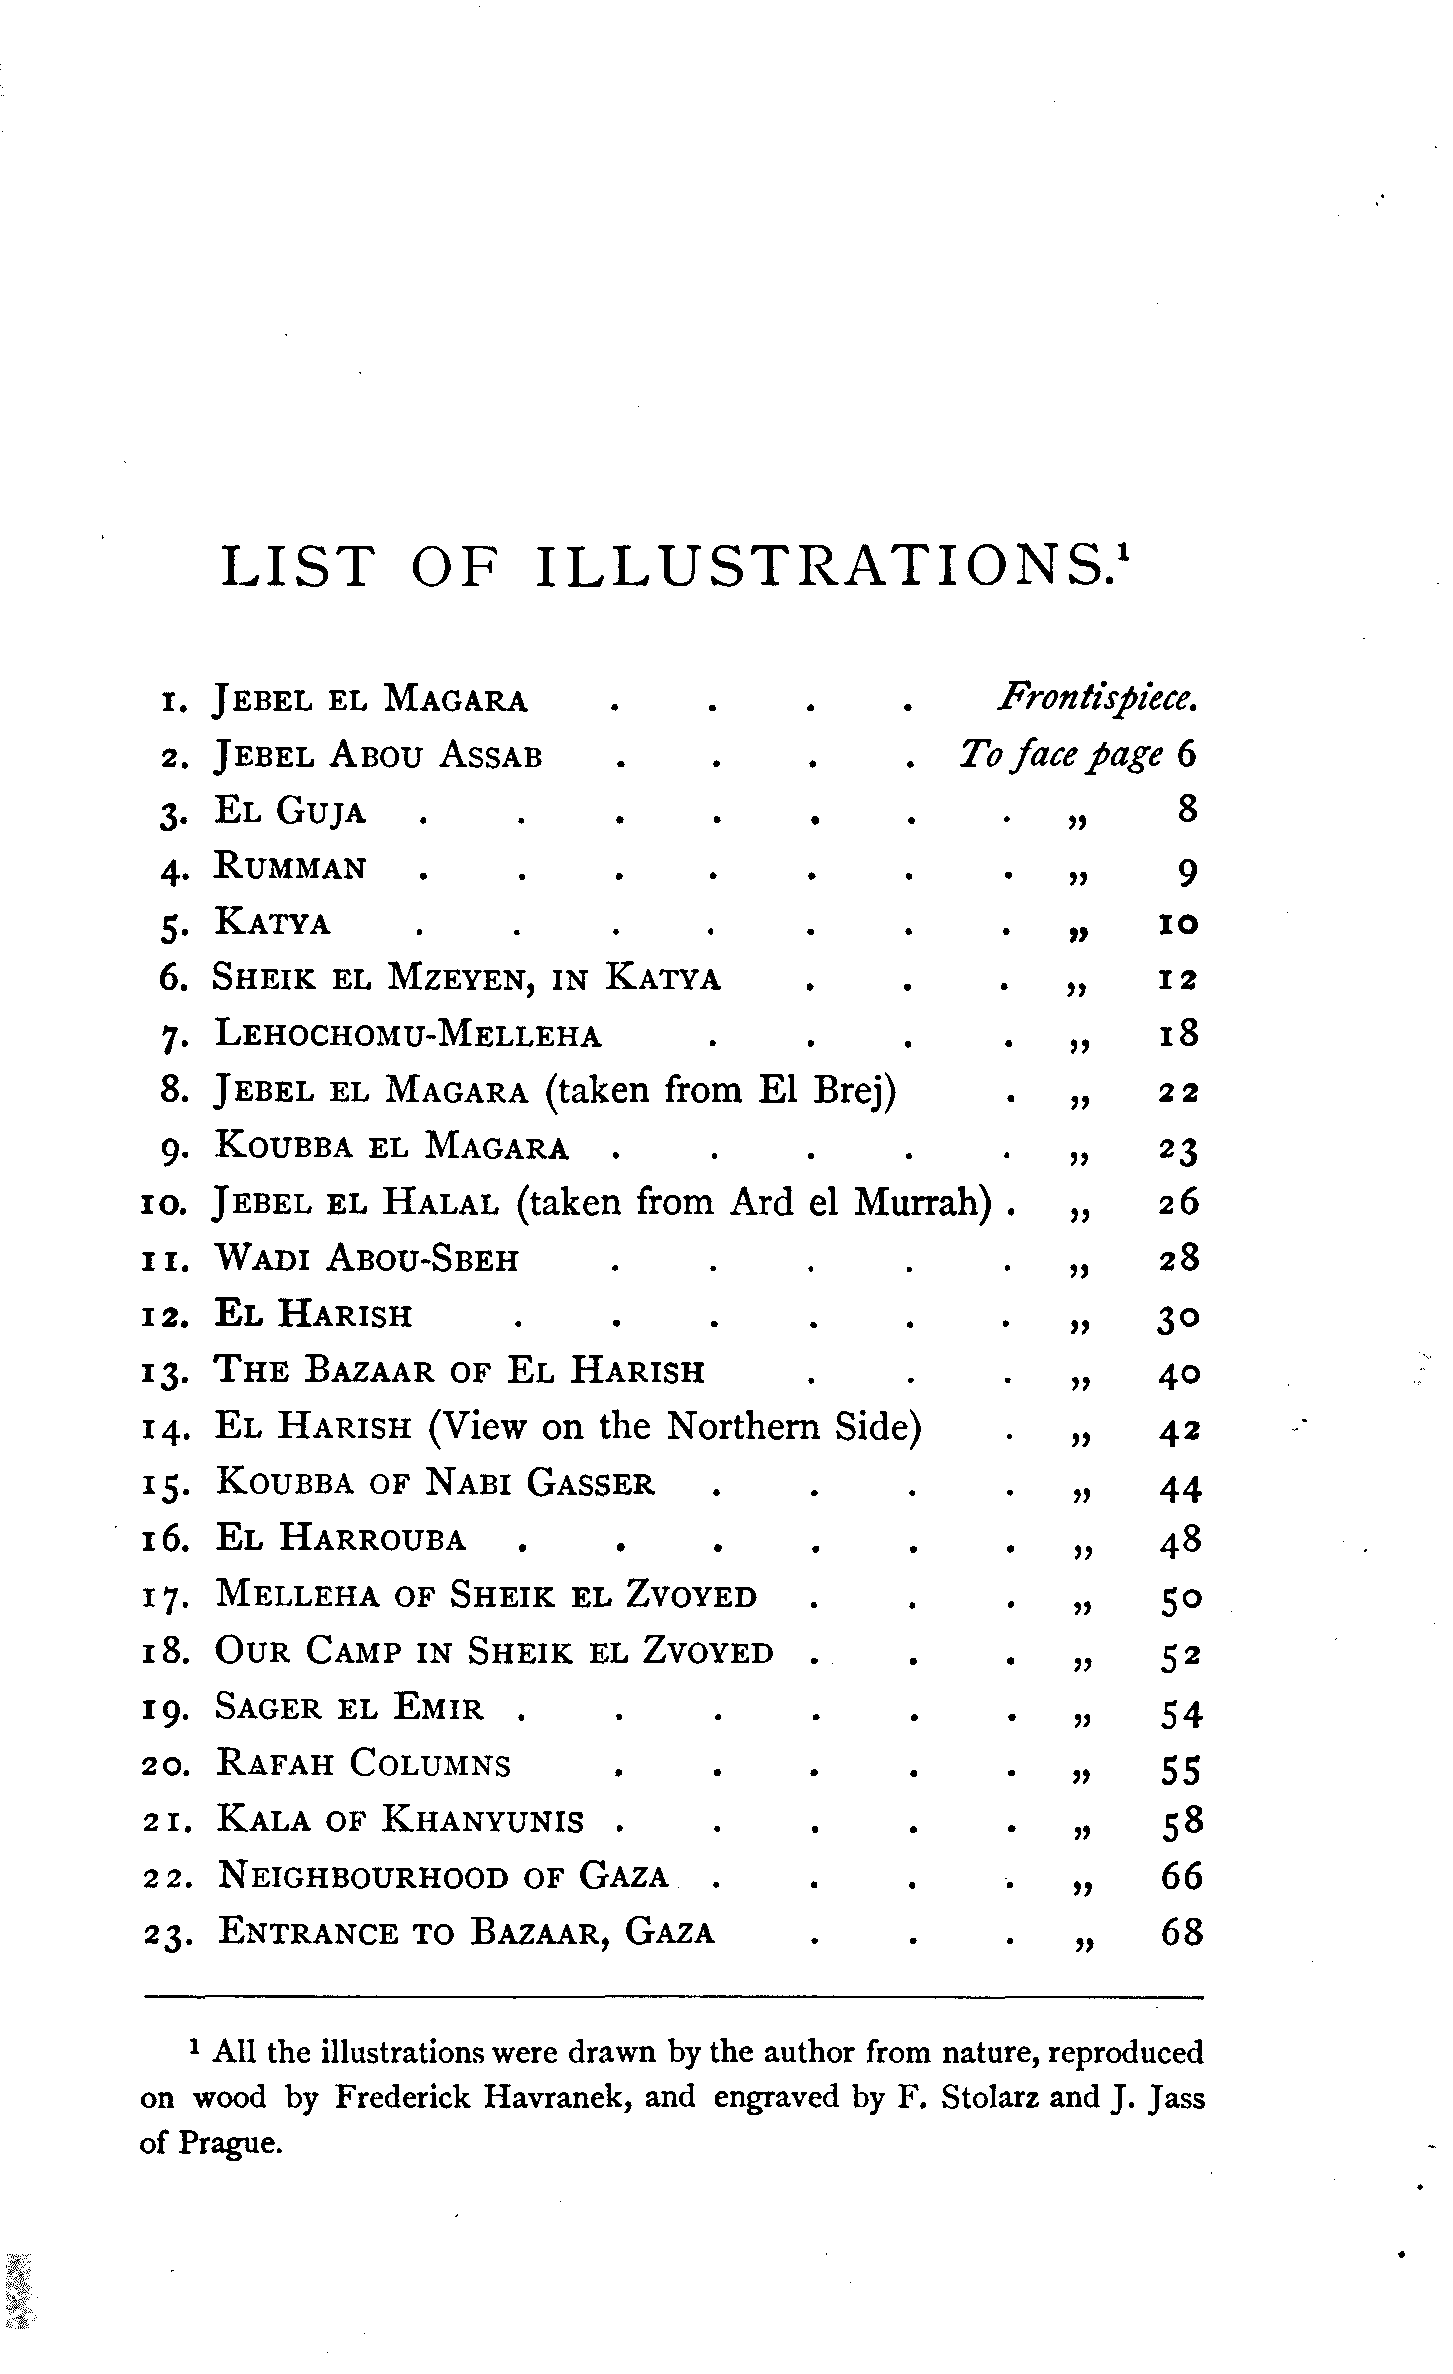 LIST OF ILLUSTRATIONS.¹
1. JEBEL EL MAGARA . . . . Frontispiece.
2. JEBEL ABOU ASSAB . . . . To face page 6
3. EL GUJA . . . . . . . „ 8
4. RUMMAN . . . . . . . „ 9
5. KATYA . . . . . . . „ 10
6. SHEIK EL MZEYEN, IN KATYA . . . „ 12
7. LEHOCHOMU-MELLEHA . . . . „ 18
8. JEBEL EL MAGARA (taken from El Brej) . „ 22
9. KOUBBA EL MAGARA . . . . . „ 23
10. JEBEL EL HALAL (taken from Ard el Murrah) . „ 26
11. WADI ABOU-SBEH . . . . . „ 28
12. EL HARISH . . . . . . „ 30
13. THE BAZAAR OF EL HARISH . . . „ 40
14. EL HARISH (View on the Northern Side) . „ 42
15. KOUBBA OF NABI GASSER . . . . „ 44
16. EL HARROUBA . . . . . . „ 48
17. MELLEHA OF SHEIK EL ZVOYED . . . „ 50
18. OUR CAMP IN SHEIK EL ZVOYED . . . „ 52
19. SAGER EL EMIR . . . . . . „ 54
20. RAFAH COLUMNS . . . . . „ 55
21. KALA OF KHANYUNIS . . . . . „ 58
22. NEIGHBOURHOOD OF GAZA . . . . „ 66
23. ENTRANCE TO BAZAAR, GAZA . . . „ 68
¹ All the illustrations were drawn by the author from nature, reproduced
on wood by Frederick Havranek, and engraved by F. Stolarz and J. Jass
of Prague.